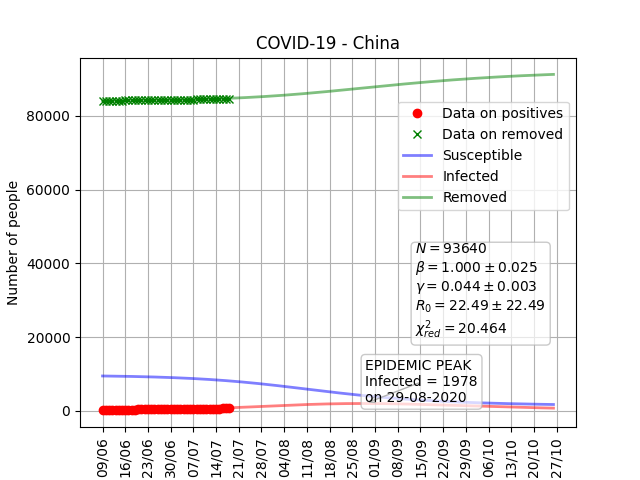 COVID-19 - China
Number of people
80000
60000
40000
20000
0
Data on positives
Data on removed
Susceptible
Infected
Removed
N = 93640
β = 1.000 ± 0.025
γ = 0.044 ± 0.003
R₀ = 22.49 ± 22.49
χ²red = 20.464
EPIDEMIC PEAK
Infected = 1978
on 29-08-2020
09/06 16/06 23/06 30/06 07/07 14/07 21/07 28/07 04/08 11/08 18/08 25/08 01/09 08/09 15/09 22/09 29/09 06/10 13/10 20/10 27/10